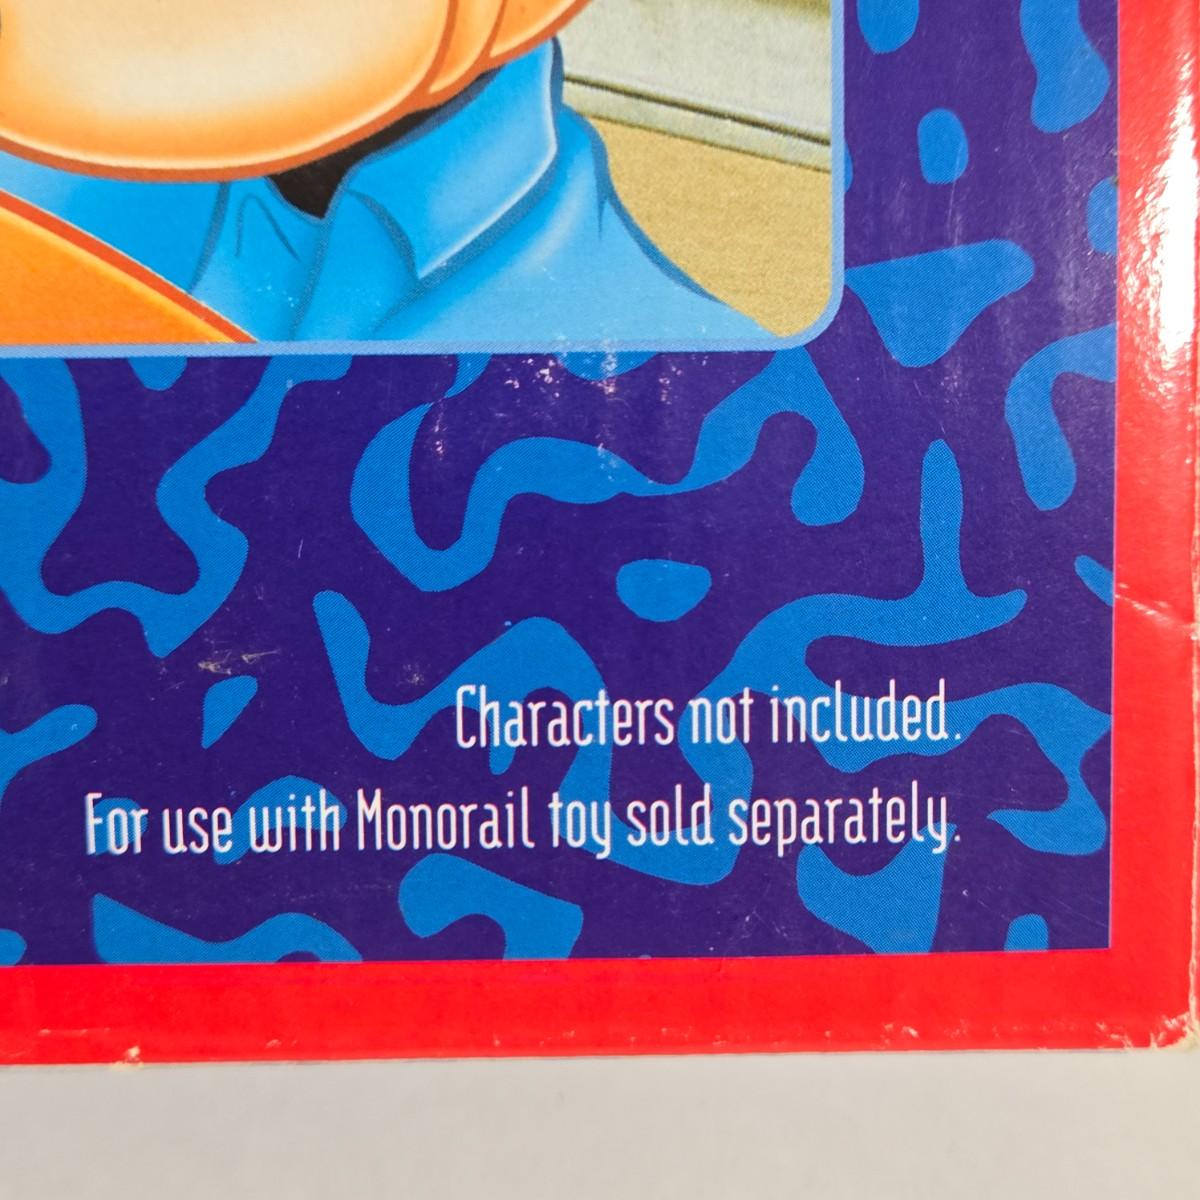 Characters not included.
For use with Monorail toy sold separately.